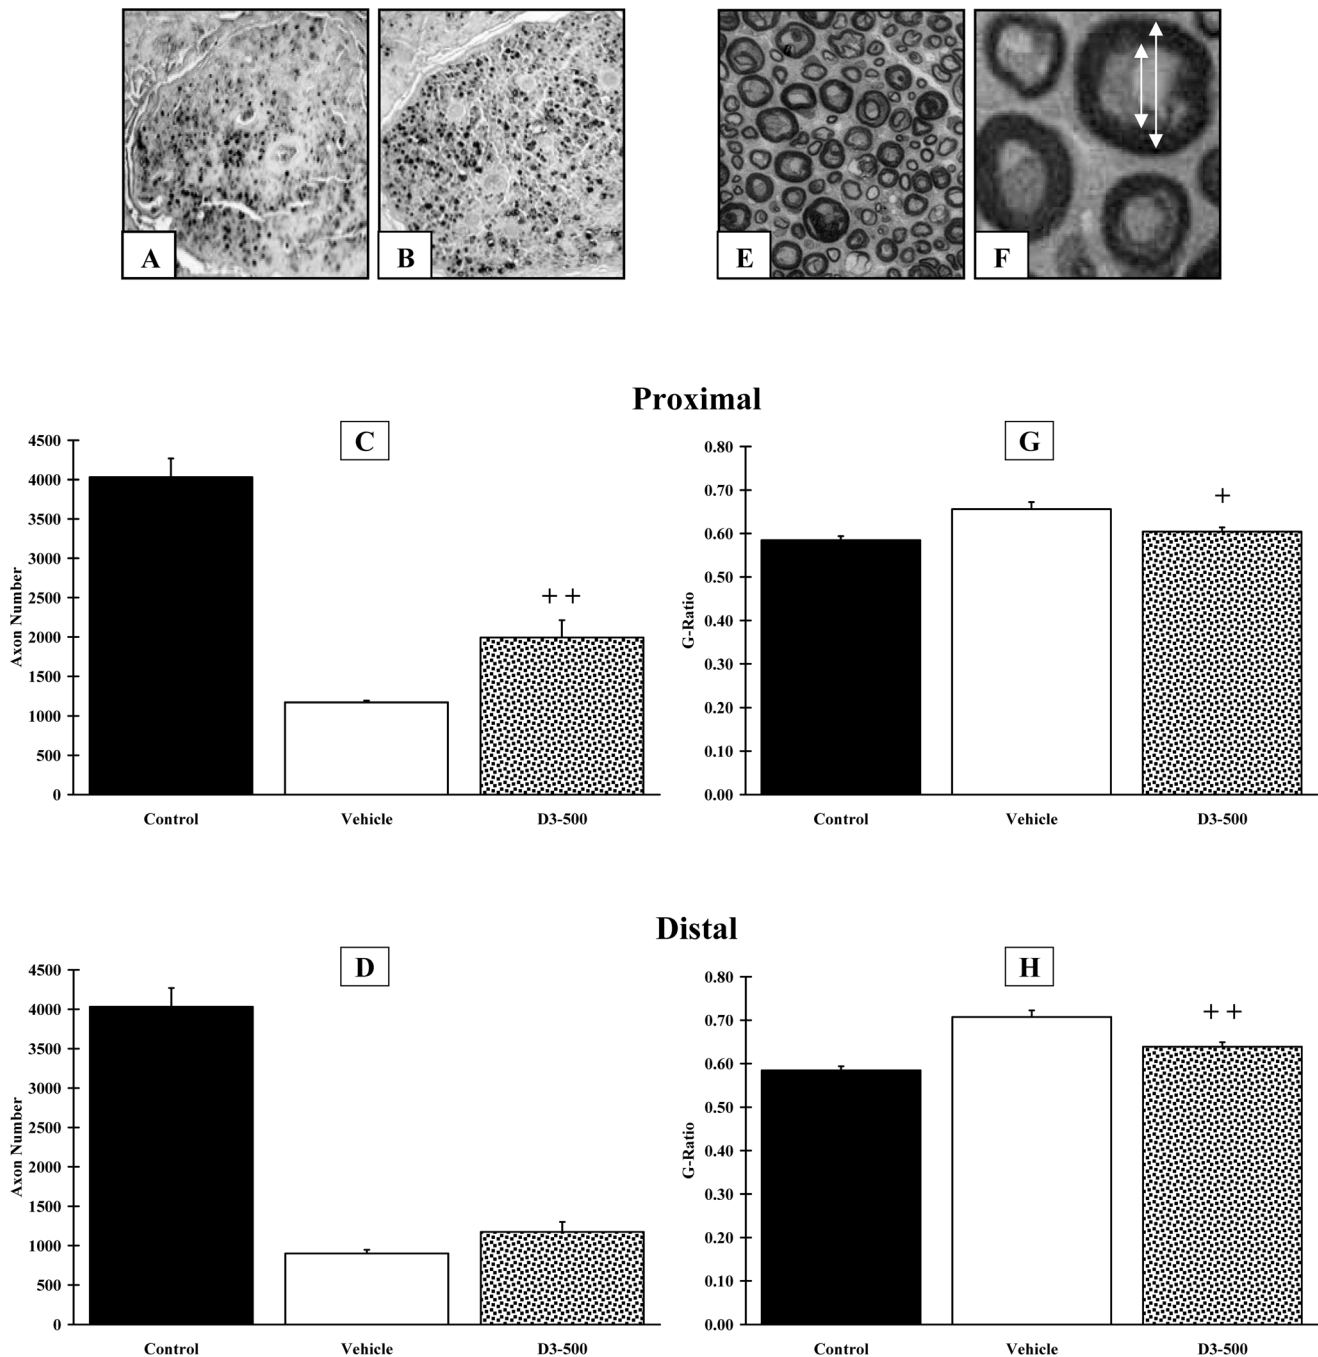 A
B
E
F
Proximal
C
4500
4000
3500
3000
2500
2000
1500
1000
500
0
Axon Number
+ +
Control
Vehicle
D3-500
G
0.80
0.70
0.60
0.50
0.40
0.30
0.20
0.10
0.00
G-Ratio
+
Control
Vehicle
D3-500
Distal
D
4500
4000
3500
3000
2500
2000
1500
1000
500
0
Axon Number
Control
Vehicle
D3-500
H
0.80
0.70
0.60
0.50
0.40
0.30
0.20
0.10
0.00
G-Ratio
+ +
Control
Vehicle
D3-500